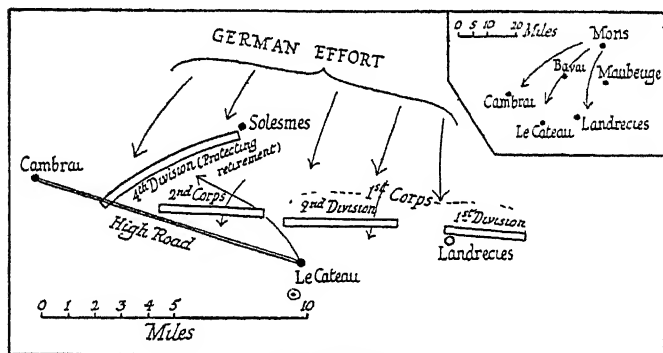 GERMAN EFFORT
0 5 10 20 Miles
Mons
Bavai
Maubeuge
Cambrai
Le Cateau
Landrecies
Solesmes
Cambrai
4th Division (Protecting retirement)
2nd Corps
1st Corps
2nd Division
1st Division
High Road
Landrecies
Le Cateau
0 1 2 3 4 5 10
Miles